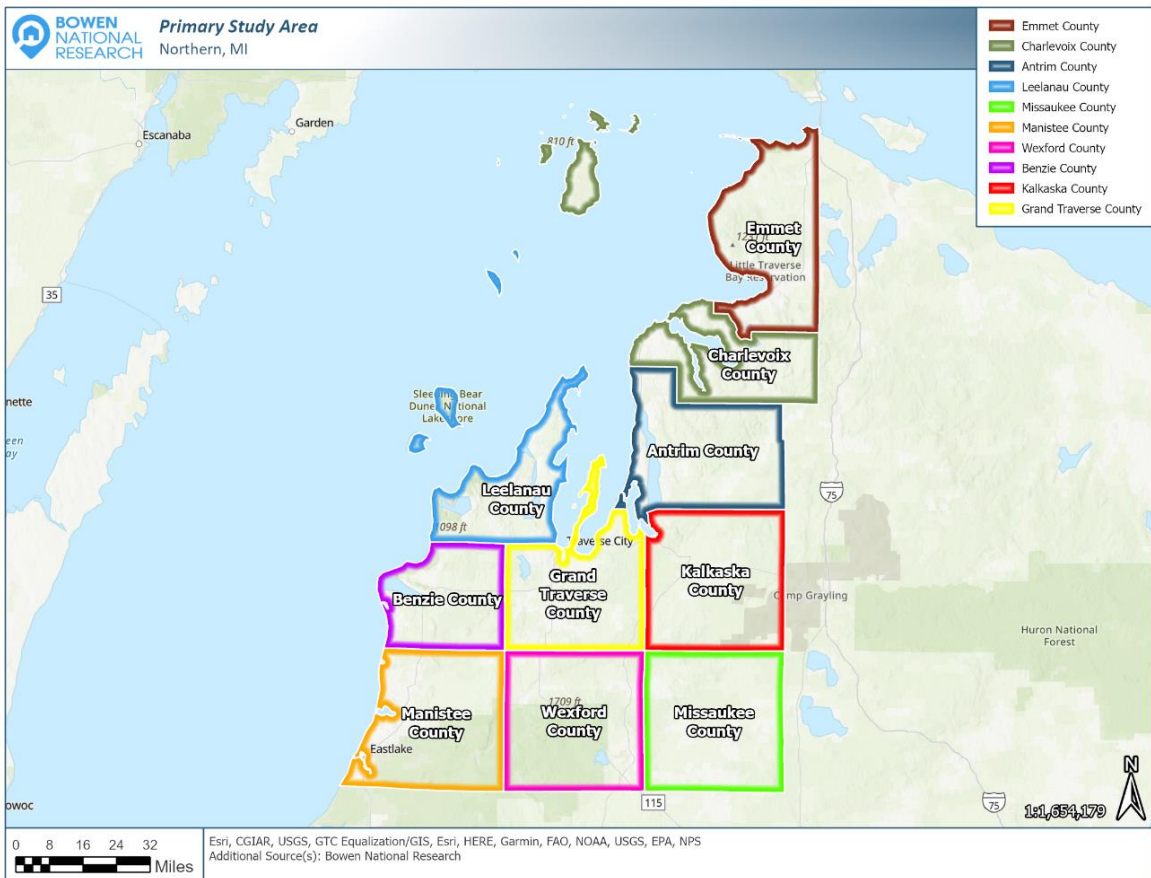 BOWEN
NATIONAL
RESEARCH
Primary Study Area
Northern, MI
Emmet County
Charlevoix County
Antrim County
Leelanau County
Missaukee County
Manistee County
Wexford County
Benzie County
Kalkaska County
Grand Traverse County
Escanaba
Garden
810 ft
Emmet
County
Little Traverse
Bay Reservation
35
Charlevoix
County
nette
Sleeping Bear
Dunes National
Lakeshore
een
ay
Antrim County
Leelanau
County
75
1098 ft
Traverse City
Grand
Traverse
County
Kalkaska
County
Benzie County
Camp Grayling
Huron National
Forest
1709 ft
Manistee
County
Wexford
County
Missaukee
County
Eastlake
owoc
115
75
N
1:1,654,179
0 8 16 24 32
Miles
Esri, CGIAR, USGS, GTC Equalization/GIS, Esri, HERE, Garmin, FAO, NOAA, USGS, EPA, NPS
Additional Source(s): Bowen National Research